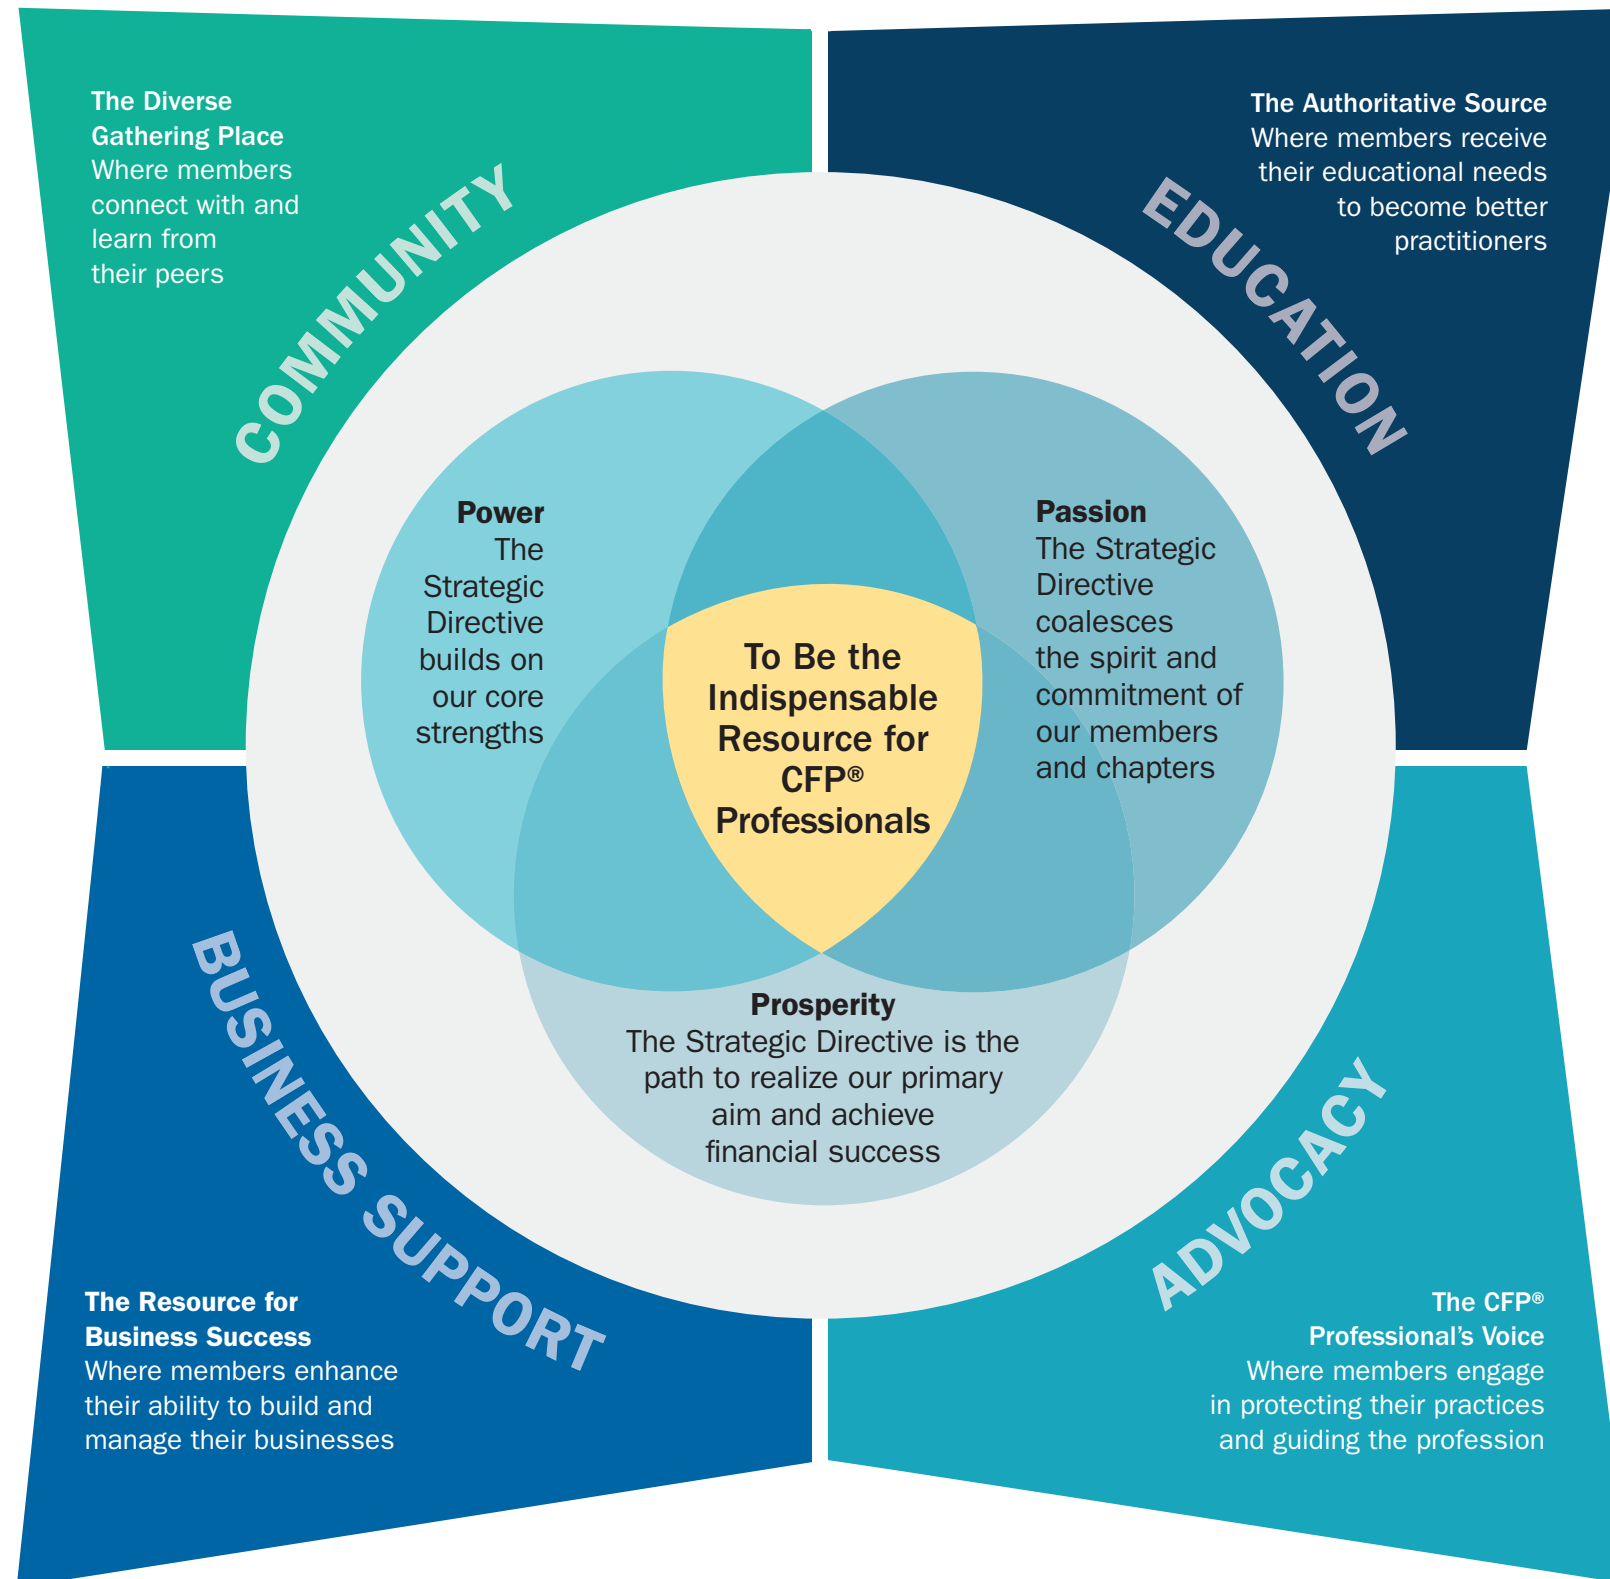 The Diverse
Gathering Place
Where members
connect with and
learn from
their peers
COMMUNITY
The Authoritative Source
Where members receive
their educational needs
to become better
practitioners
EDUCATION
Power
The
Strategic
Directive
builds on
our core
strengths
To Be the
Indispensable
Resource for
CFP®
Professionals
Passion
The Strategic
Directive
coalesces
the spirit and
commitment of
our members
and chapters
Prosperity
The Strategic Directive is the
path to realize our primary
aim and achieve
financial success
BUSINESS SUPPORT
The Resource for
Business Success
Where members enhance
their ability to build and
manage their businesses
ADVOCACY
The CFP®
Professional’s Voice
Where members engage
in protecting their practices
and guiding the profession